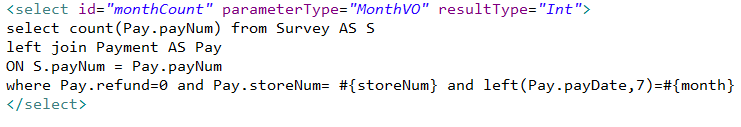 <select id="monthCount" parameterType="MonthVO" resultType="Int">
select count(Pay.payNum) from Survey AS S
left join Payment AS Pay
ON S.payNum = Pay.payNum
where Pay.refund=0 and Pay.storeNum= #{storeNum} and left(Pay.payDate,7)=#{month}
</select>